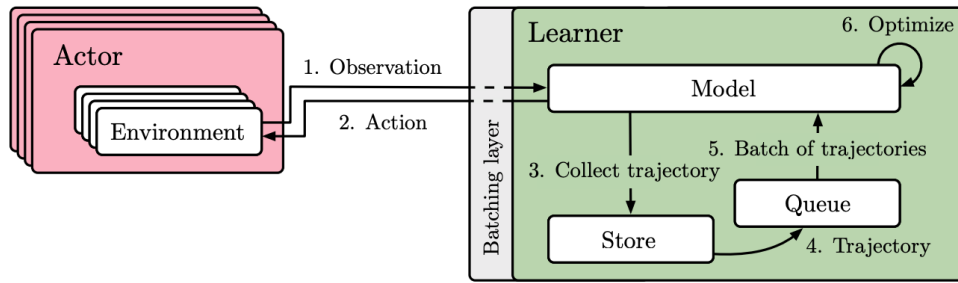 Actor
Environment
1. Observation
2. Action
Batching layer
Learner
6. Optimize
Model
3. Collect trajectory
5. Batch of trajectories
Queue
Store
4. Trajectory